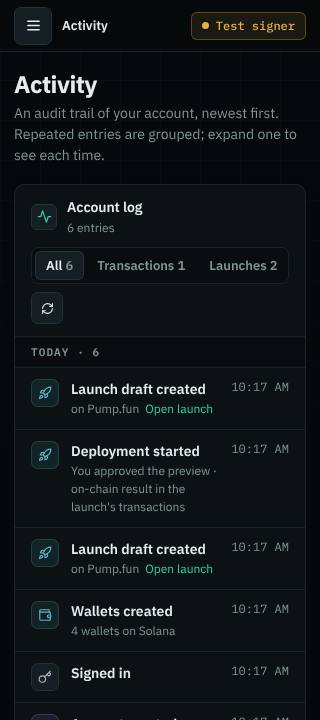 Activity
Test signer
Activity
An audit trail of your account, newest first.
Repeated entries are grouped; expand one to
see each time.
Account log
6 entries
All 6
Transactions 1
Launches 2
TODAY · 6
Launch draft created
10:17 AM
on Pump.fun Open launch
Deployment started
10:17 AM
You approved the preview ·
on-chain result in the
launch's transactions
Launch draft created
10:17 AM
on Pump.fun Open launch
Wallets created
10:17 AM
4 wallets on Solana
Signed in
10:17 AM